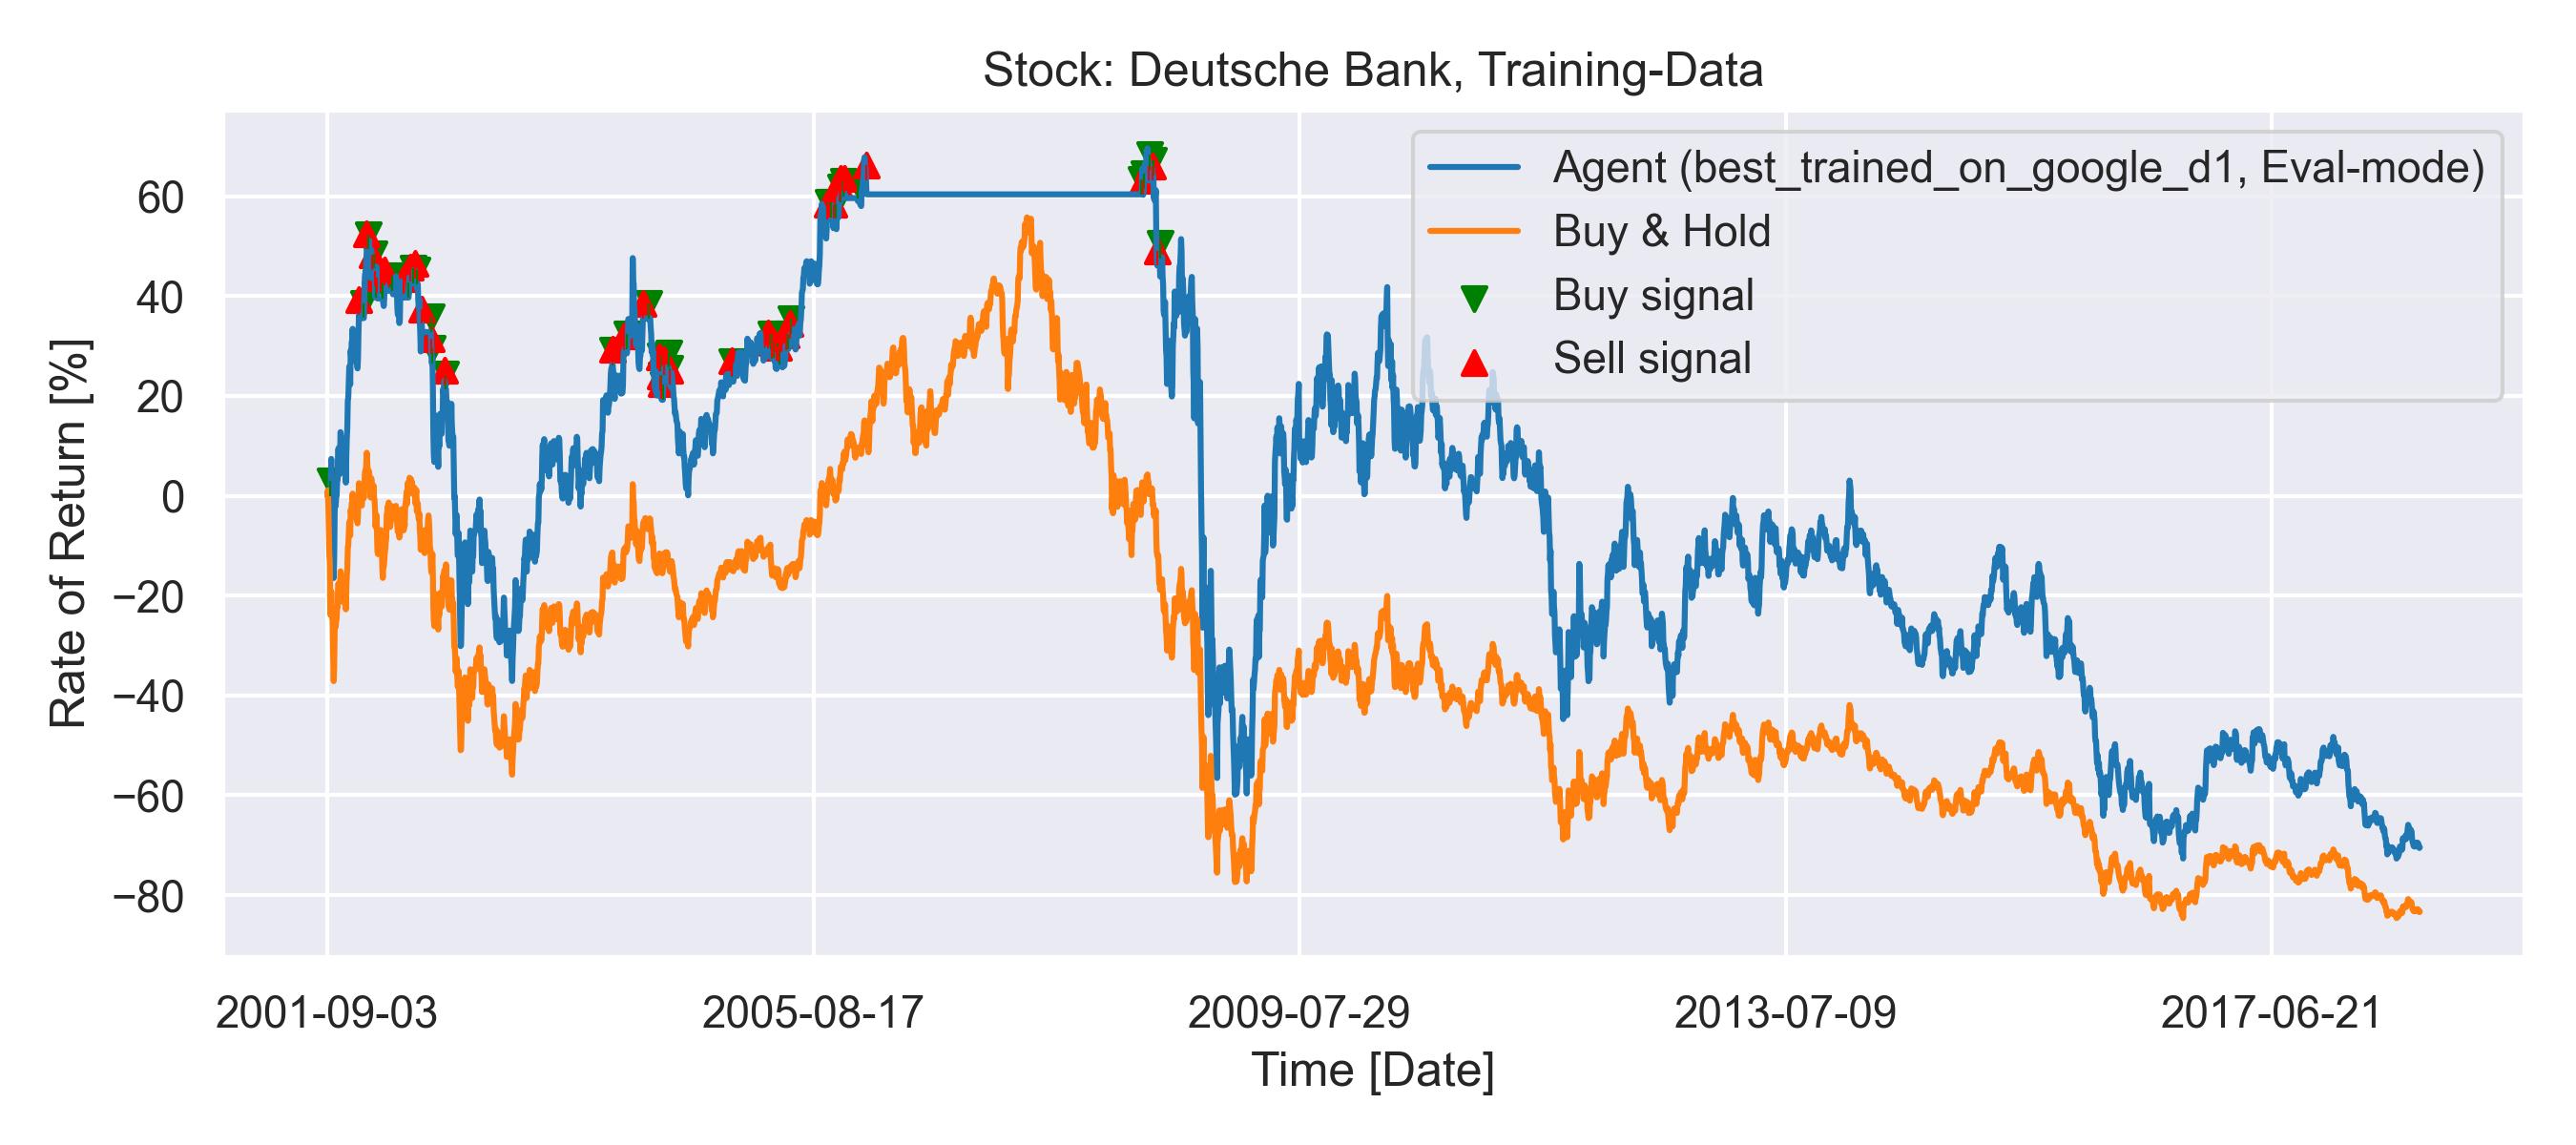 Stock: Deutsche Bank, Training-Data
Agent (best_trained_on_google_d1, Eval-mode)
Buy & Hold
Buy signal
Sell signal
Rate of Return [%]
60
40
20
0
−20
−40
−60
−80
2001-09-03 2005-08-17 2009-07-29 2013-07-09 2017-06-21
Time [Date]